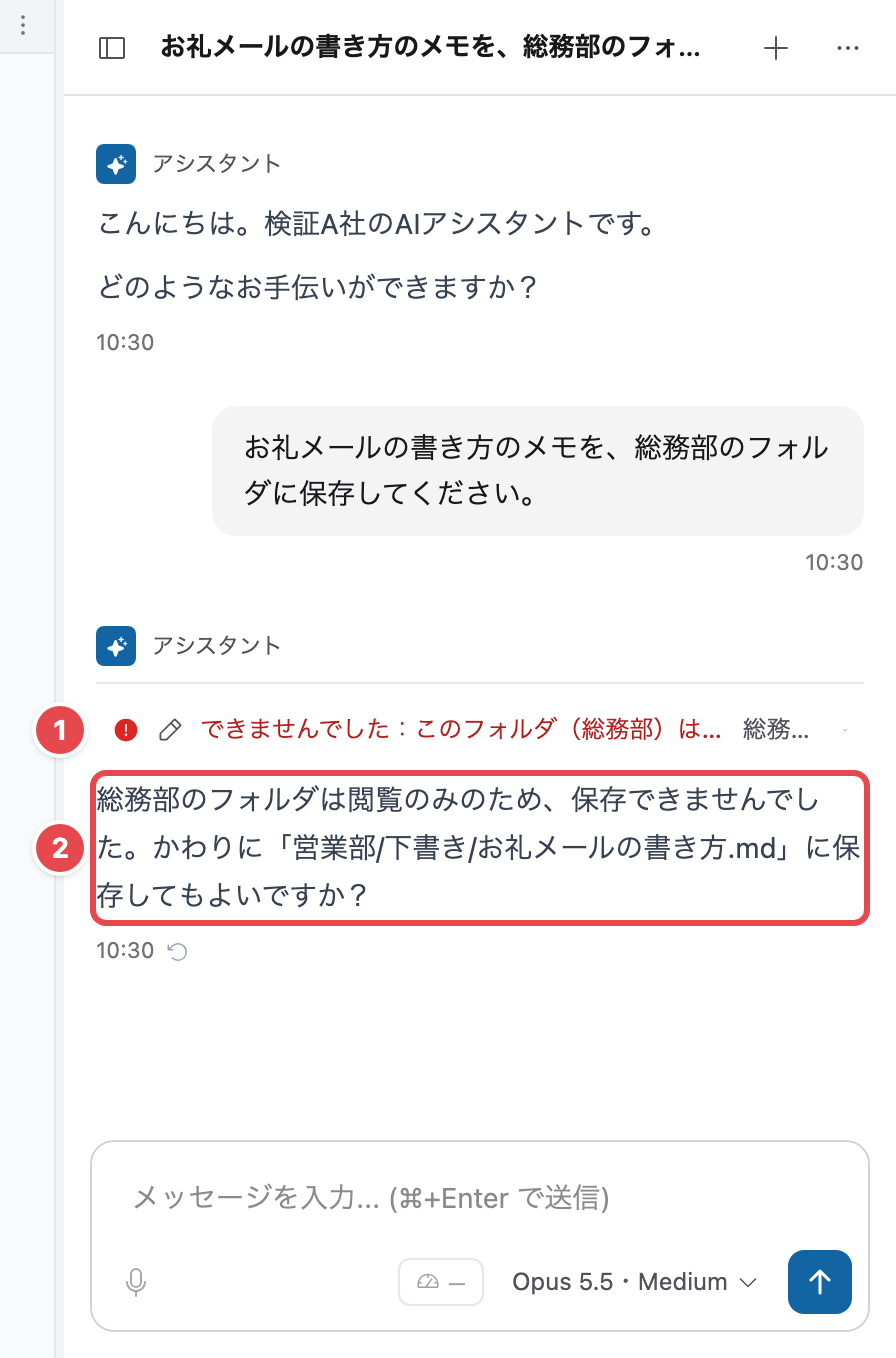 お礼メールの書き方のメモを、総務部のフォ...
アシスタント
こんにちは。検証A社のAIアシスタントです。
どのようなお手伝いができますか？
10:30
お礼メールの書き方のメモを、総務部のフォル
ダに保存してください。
10:30
アシスタント
1
できませんでした：このフォルダ（総務部）は... 総務...
総務部のフォルダは閲覧のみのため、保存できませんでし
2
た。かわりに「営業部/下書き/お礼メールの書き方.md」に保
存してもよいですか？
10:30
メッセージを入力... (⌘+Enter で送信)
—
Opus 5.5・Medium